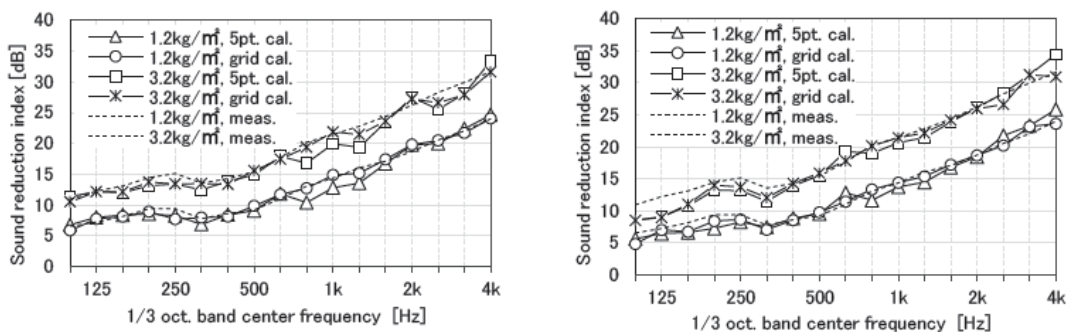 Sound reduction index [dB]
40
35
30
25
20
15
10
5
0
1.2kg/㎡, 5pt. cal.
1.2kg/㎡, grid cal.
3.2kg/㎡, 5pt. cal.
3.2kg/㎡, grid cal.
1.2kg/㎡, meas.
3.2kg/㎡, meas.
125 250 500 1k 2k 4k
1/3 oct. band center frequency [Hz]
Sound reduction index [dB]
40
35
30
25
20
15
10
5
0
1.2kg/㎡, 5pt. cal.
1.2kg/㎡, grid cal.
3.2kg/㎡, 5pt. cal.
3.2kg/㎡, grid cal.
1.2kg/㎡, meas.
3.2kg/㎡, meas.
125 250 500 1k 2k 4k
1/3 oct. band center frequency [Hz]